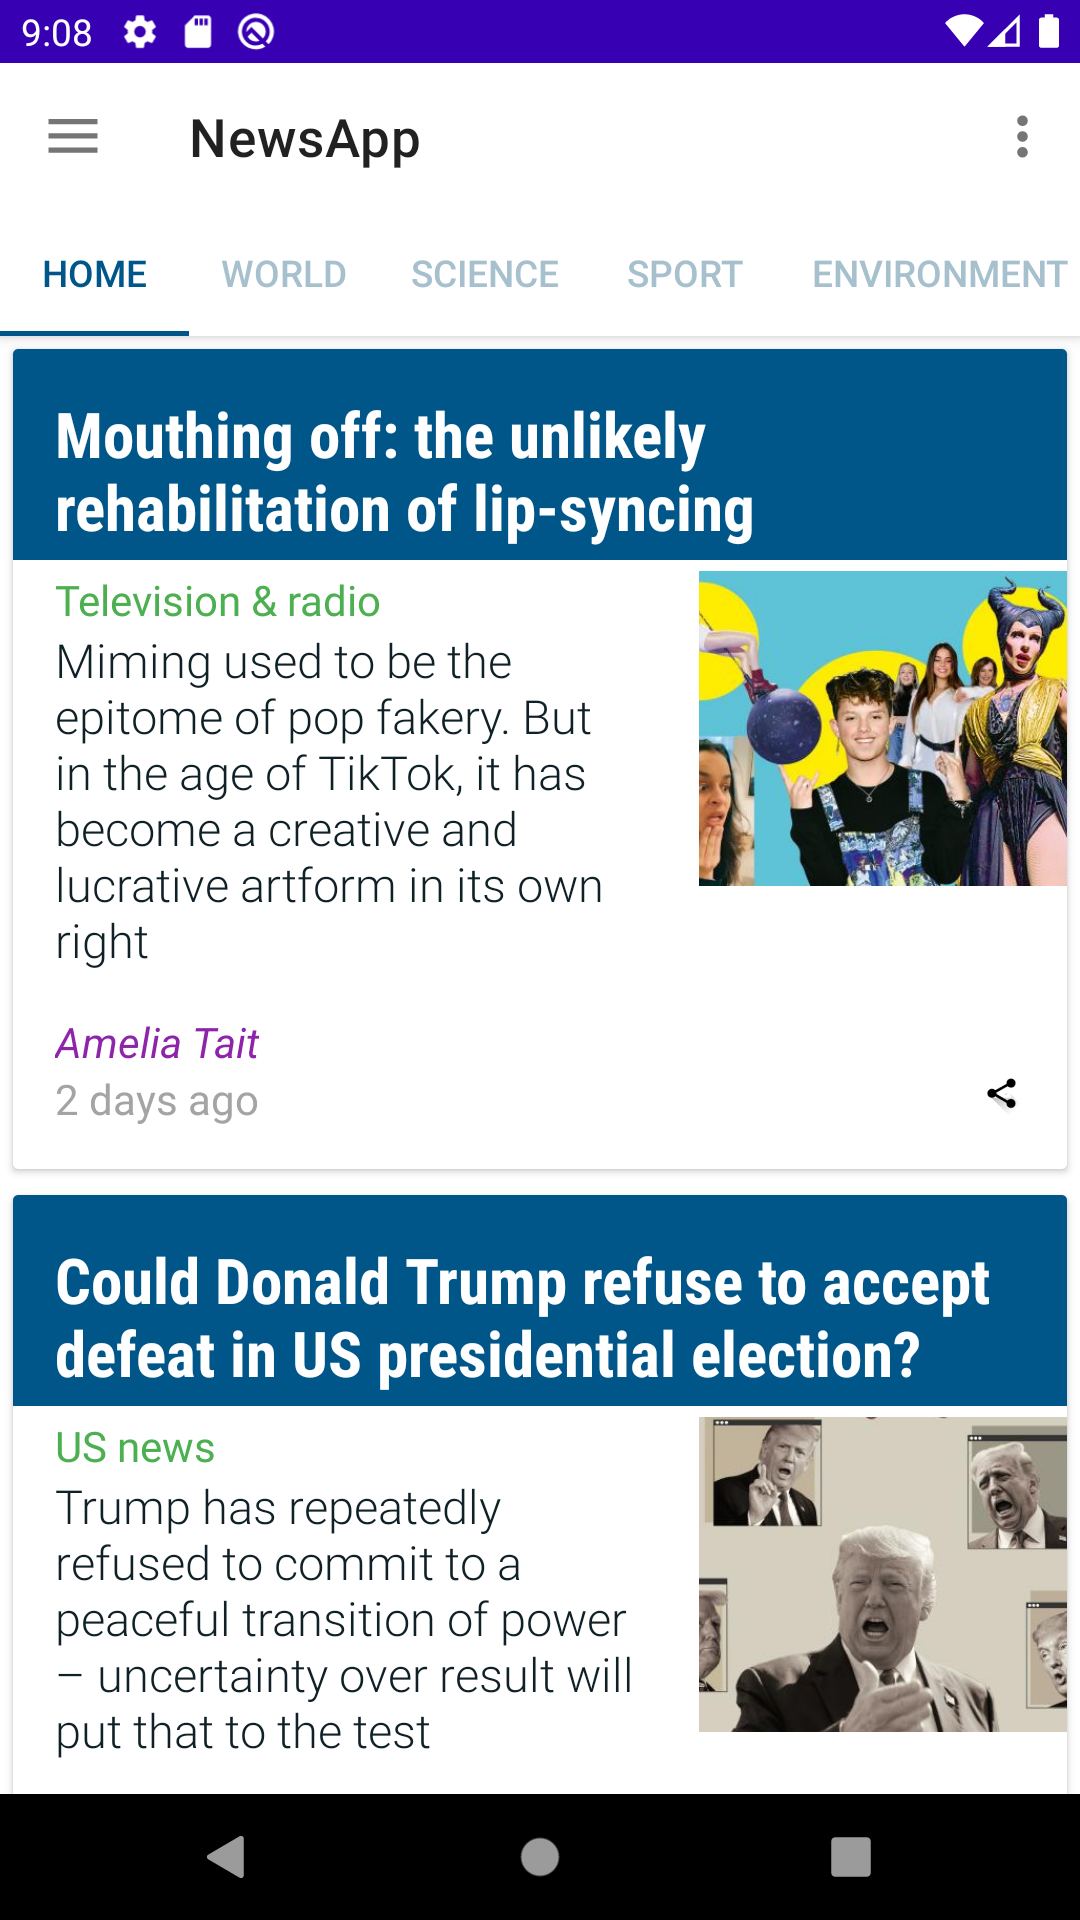 9:08
NewsApp
HOME WORLD SCIENCE SPORT ENVIRONMENT
Mouthing off: the unlikely
rehabilitation of lip-syncing
Television & radio
Miming used to be the
epitome of pop fakery. But
in the age of TikTok, it has
become a creative and
lucrative artform in its own
right
Amelia Tait
2 days ago
Could Donald Trump refuse to accept
defeat in US presidential election?
US news
Trump has repeatedly
refused to commit to a
peaceful transition of power
– uncertainty over result will
put that to the test